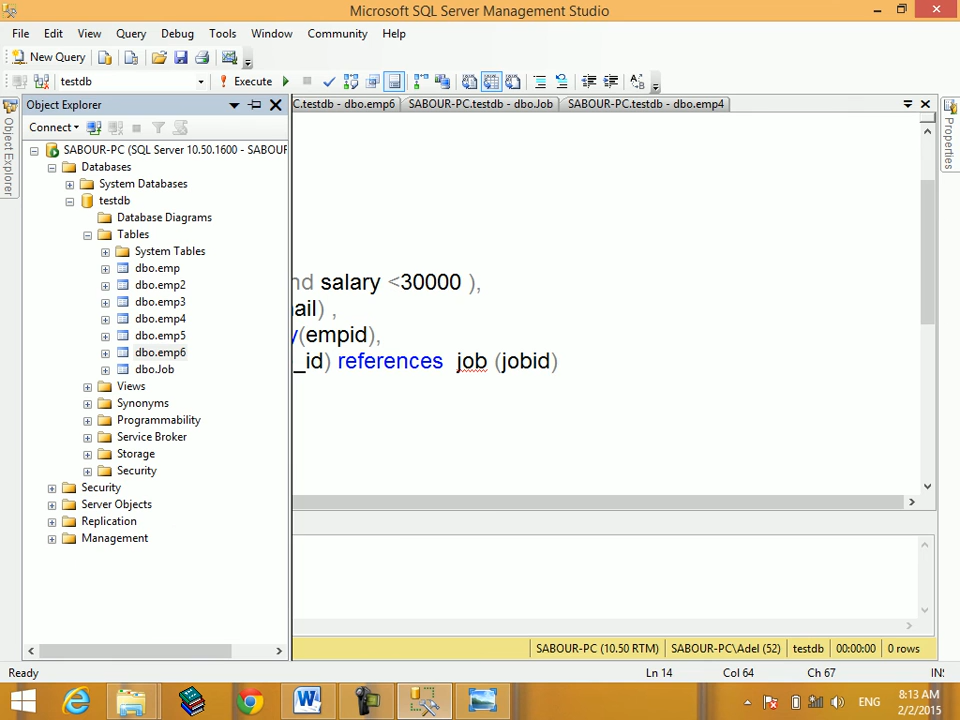 Microsoft SQL Server Management Studio
File Edit View Query Debug Tools Window Community Help
New Query
testdb Execute
Object Explorer C.testdb - dbo.emp6 SABOUR-PC.testdb - dbo.Job SABOUR-PC.testdb - dbo.emp4
Object Explorer
Properties
Connect
SABOUR-PC (SQL Server 10.50.1600 - SABOUR
Databases
System Databases
testdb
Database Diagrams
Tables
System Tables
dbo.emp
dbo.emp2
dbo.emp3
dbo.emp4
dbo.emp5
dbo.emp6
dbo.Job
Views
Synonyms
Programmability
Service Broker
Storage
Security
Security
Server Objects
Replication
Management
nd salary <30000 ),
ail) ,
y(empid),
_id) references job (jobid)
SABOUR-PC (10.50 RTM) SABOUR-PC\Adel (52) testdb 00:00:00 0 rows
Ready Ln 14 Col 64 Ch 67 INS
ENG 8:13 AM
2/2/2015